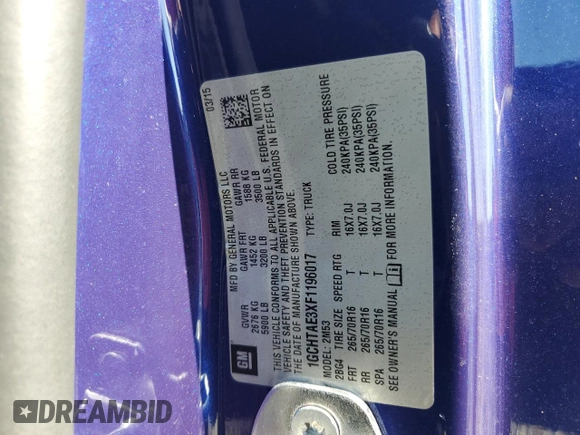 03/15
MFD BY GENERAL MOTORS LLC
GVWR GAWR FRT GAWR RR
2676 KG 1452 KG 1588 KG
5900 LB 3200 LB 3500 LB
THIS VEHICLE CONFORMS TO ALL APPLICABLE U.S. FEDERAL MOTOR
VEHICLE SAFETY AND THEFT PREVENTION STANDARDS IN EFFECT ON
THE DATE OF MANUFACTURE SHOWN ABOVE.
1GCHTAE3XF1196017 TYPE: TRUCK
MODEL: 2M53
2BG4 TIRE SIZE SPEED RTG RIM COLD TIRE PRESSURE
FRT 265/70R16 T 16X7.0J 240KPA(35PSI)
RR 265/70R16 T 16X7.0J 240KPA(35PSI)
SPA 265/70R16 T 16X7.0J 240KPA(35PSI)
SEE OWNER'S MANUAL FOR MORE INFORMATION.
GM
DREAMBID